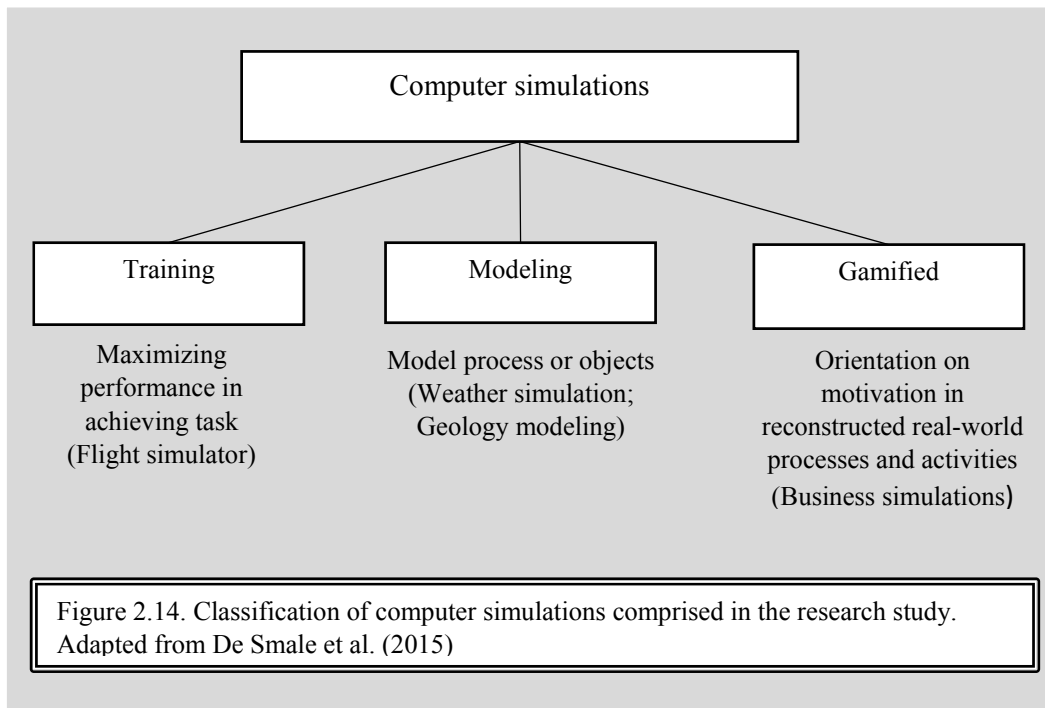 Computer simulations
Training
Modeling
Gamified
Maximizing
performance in
achieving task
(Flight simulator)
Model process or objects
(Weather simulation;
Geology modeling)
Orientation on
motivation in
reconstructed real-world
processes and activities
(Business simulations)
Figure 2.14. Classification of computer simulations comprised in the research study.
Adapted from De Smale et al. (2015)